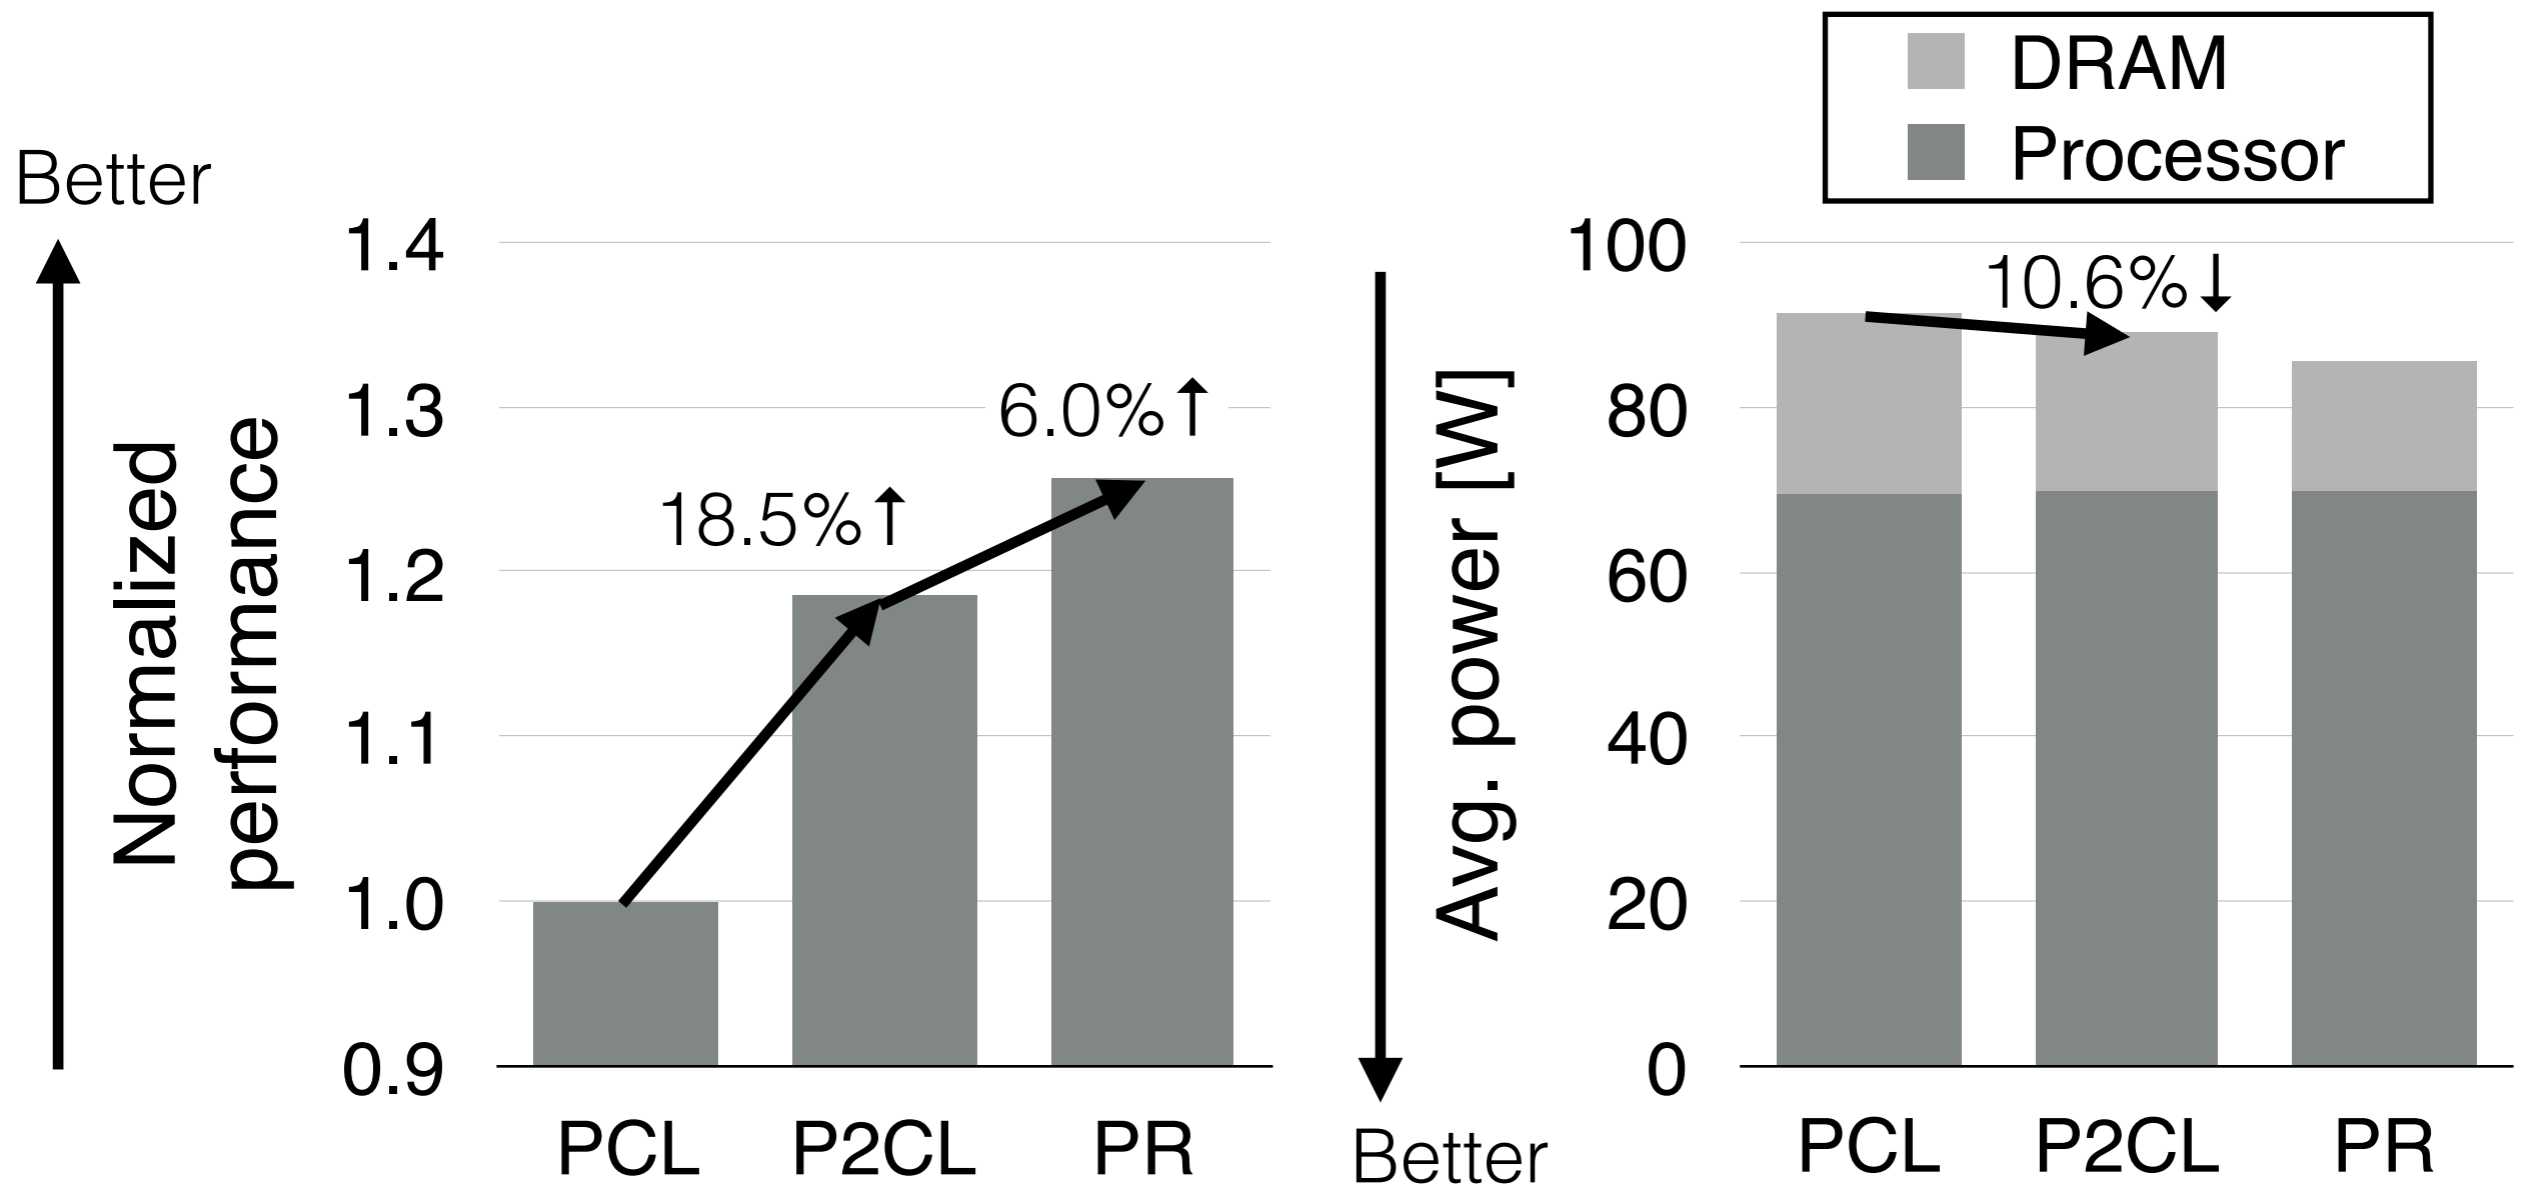 DRAM
Processor
Better
Normalized
performance
1.4
1.3
1.2
1.1
1.0
0.9
18.5%↑
6.0%↑
PCL P2CL PR
Avg. power [W]
Better
100
80
60
40
20
0
10.6%↓
PCL P2CL PR